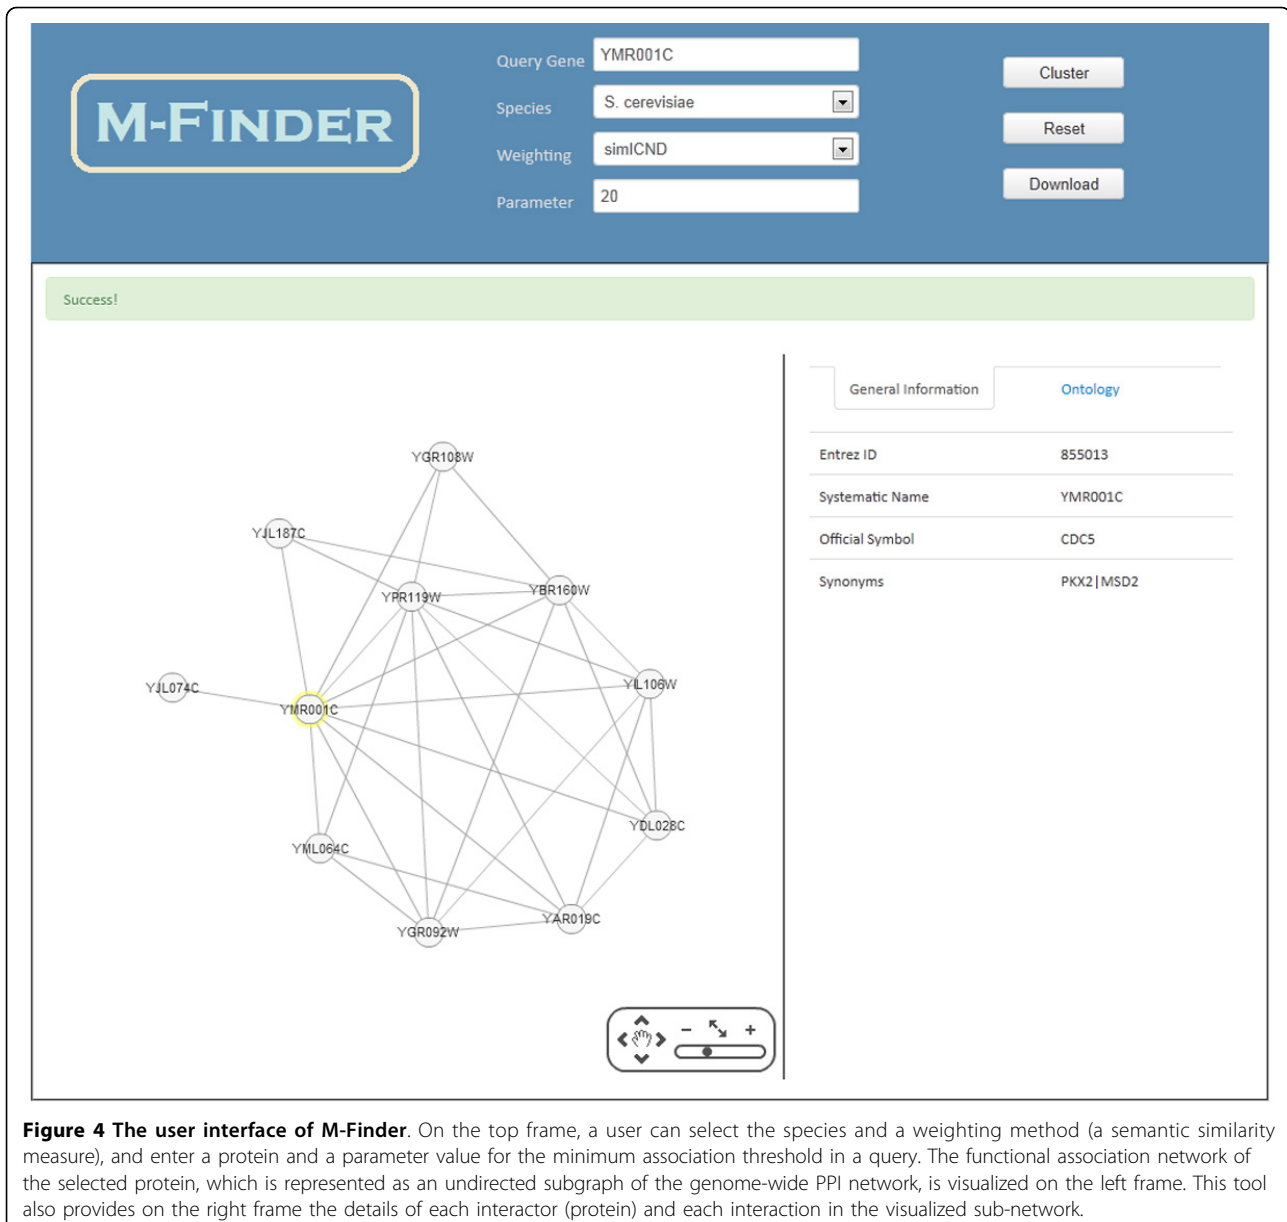 M-FINDER
Query Gene YMR001C
Species S. cerevisiae
Weighting simICND
Parameter 20
Cluster
Reset
Download
Success!
YGR108W
YJL187C
YPR119W
YBR160W
YJL074C
YMR001C
YIL106W
YML064C
YDL028C
YGR092W
YAR019C
General Information Ontology
Entrez ID 855013
Systematic Name YMR001C
Official Symbol CDC5
Synonyms PKX2|MSD2
Figure 4 The user interface of M-Finder. On the top frame, a user can select the species and a weighting method (a semantic similarity
measure), and enter a protein and a parameter value for the minimum association threshold in a query. The functional association network of
the selected protein, which is represented as an undirected subgraph of the genome-wide PPI network, is visualized on the left frame. This tool
also provides on the right frame the details of each interactor (protein) and each interaction in the visualized sub-network.